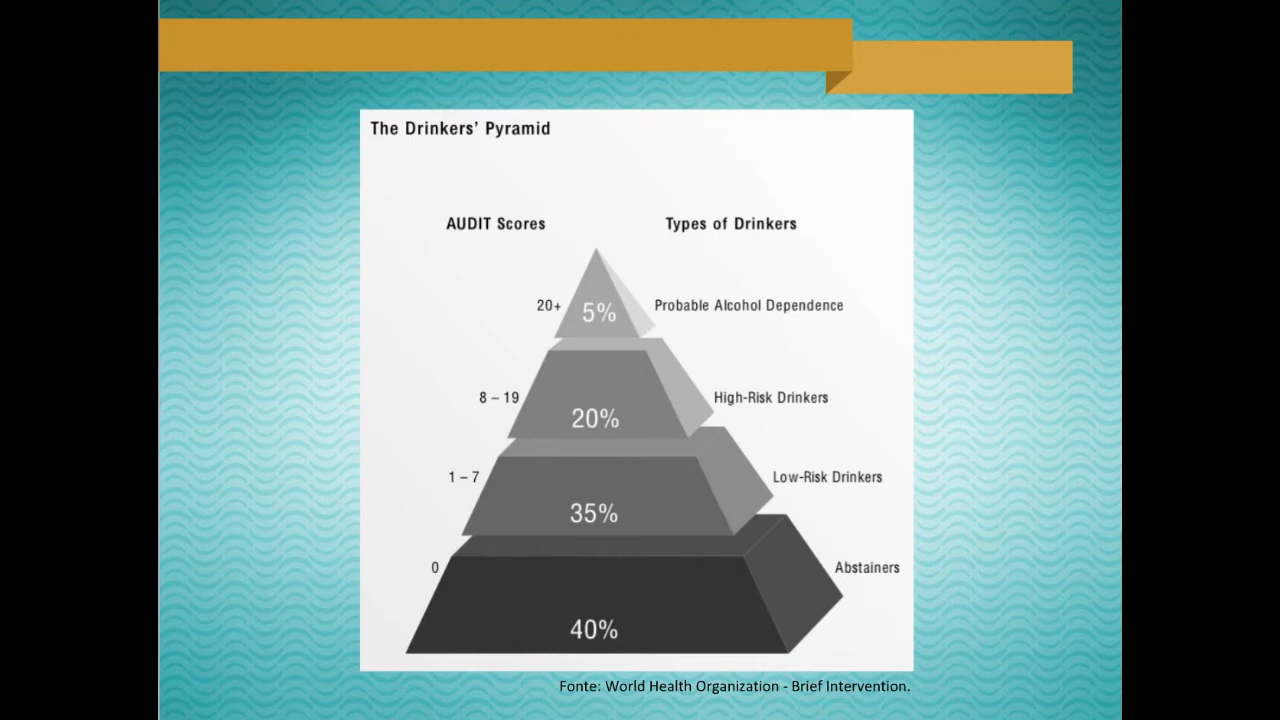 The Drinkers' Pyramid
AUDIT Scores Types of Drinkers
20+ 5% Probable Alcohol Dependence
8 – 19 20% High-Risk Drinkers
1 – 7 35% Low-Risk Drinkers
0 40% Abstainers
Fonte: World Health Organization - Brief Intervention.